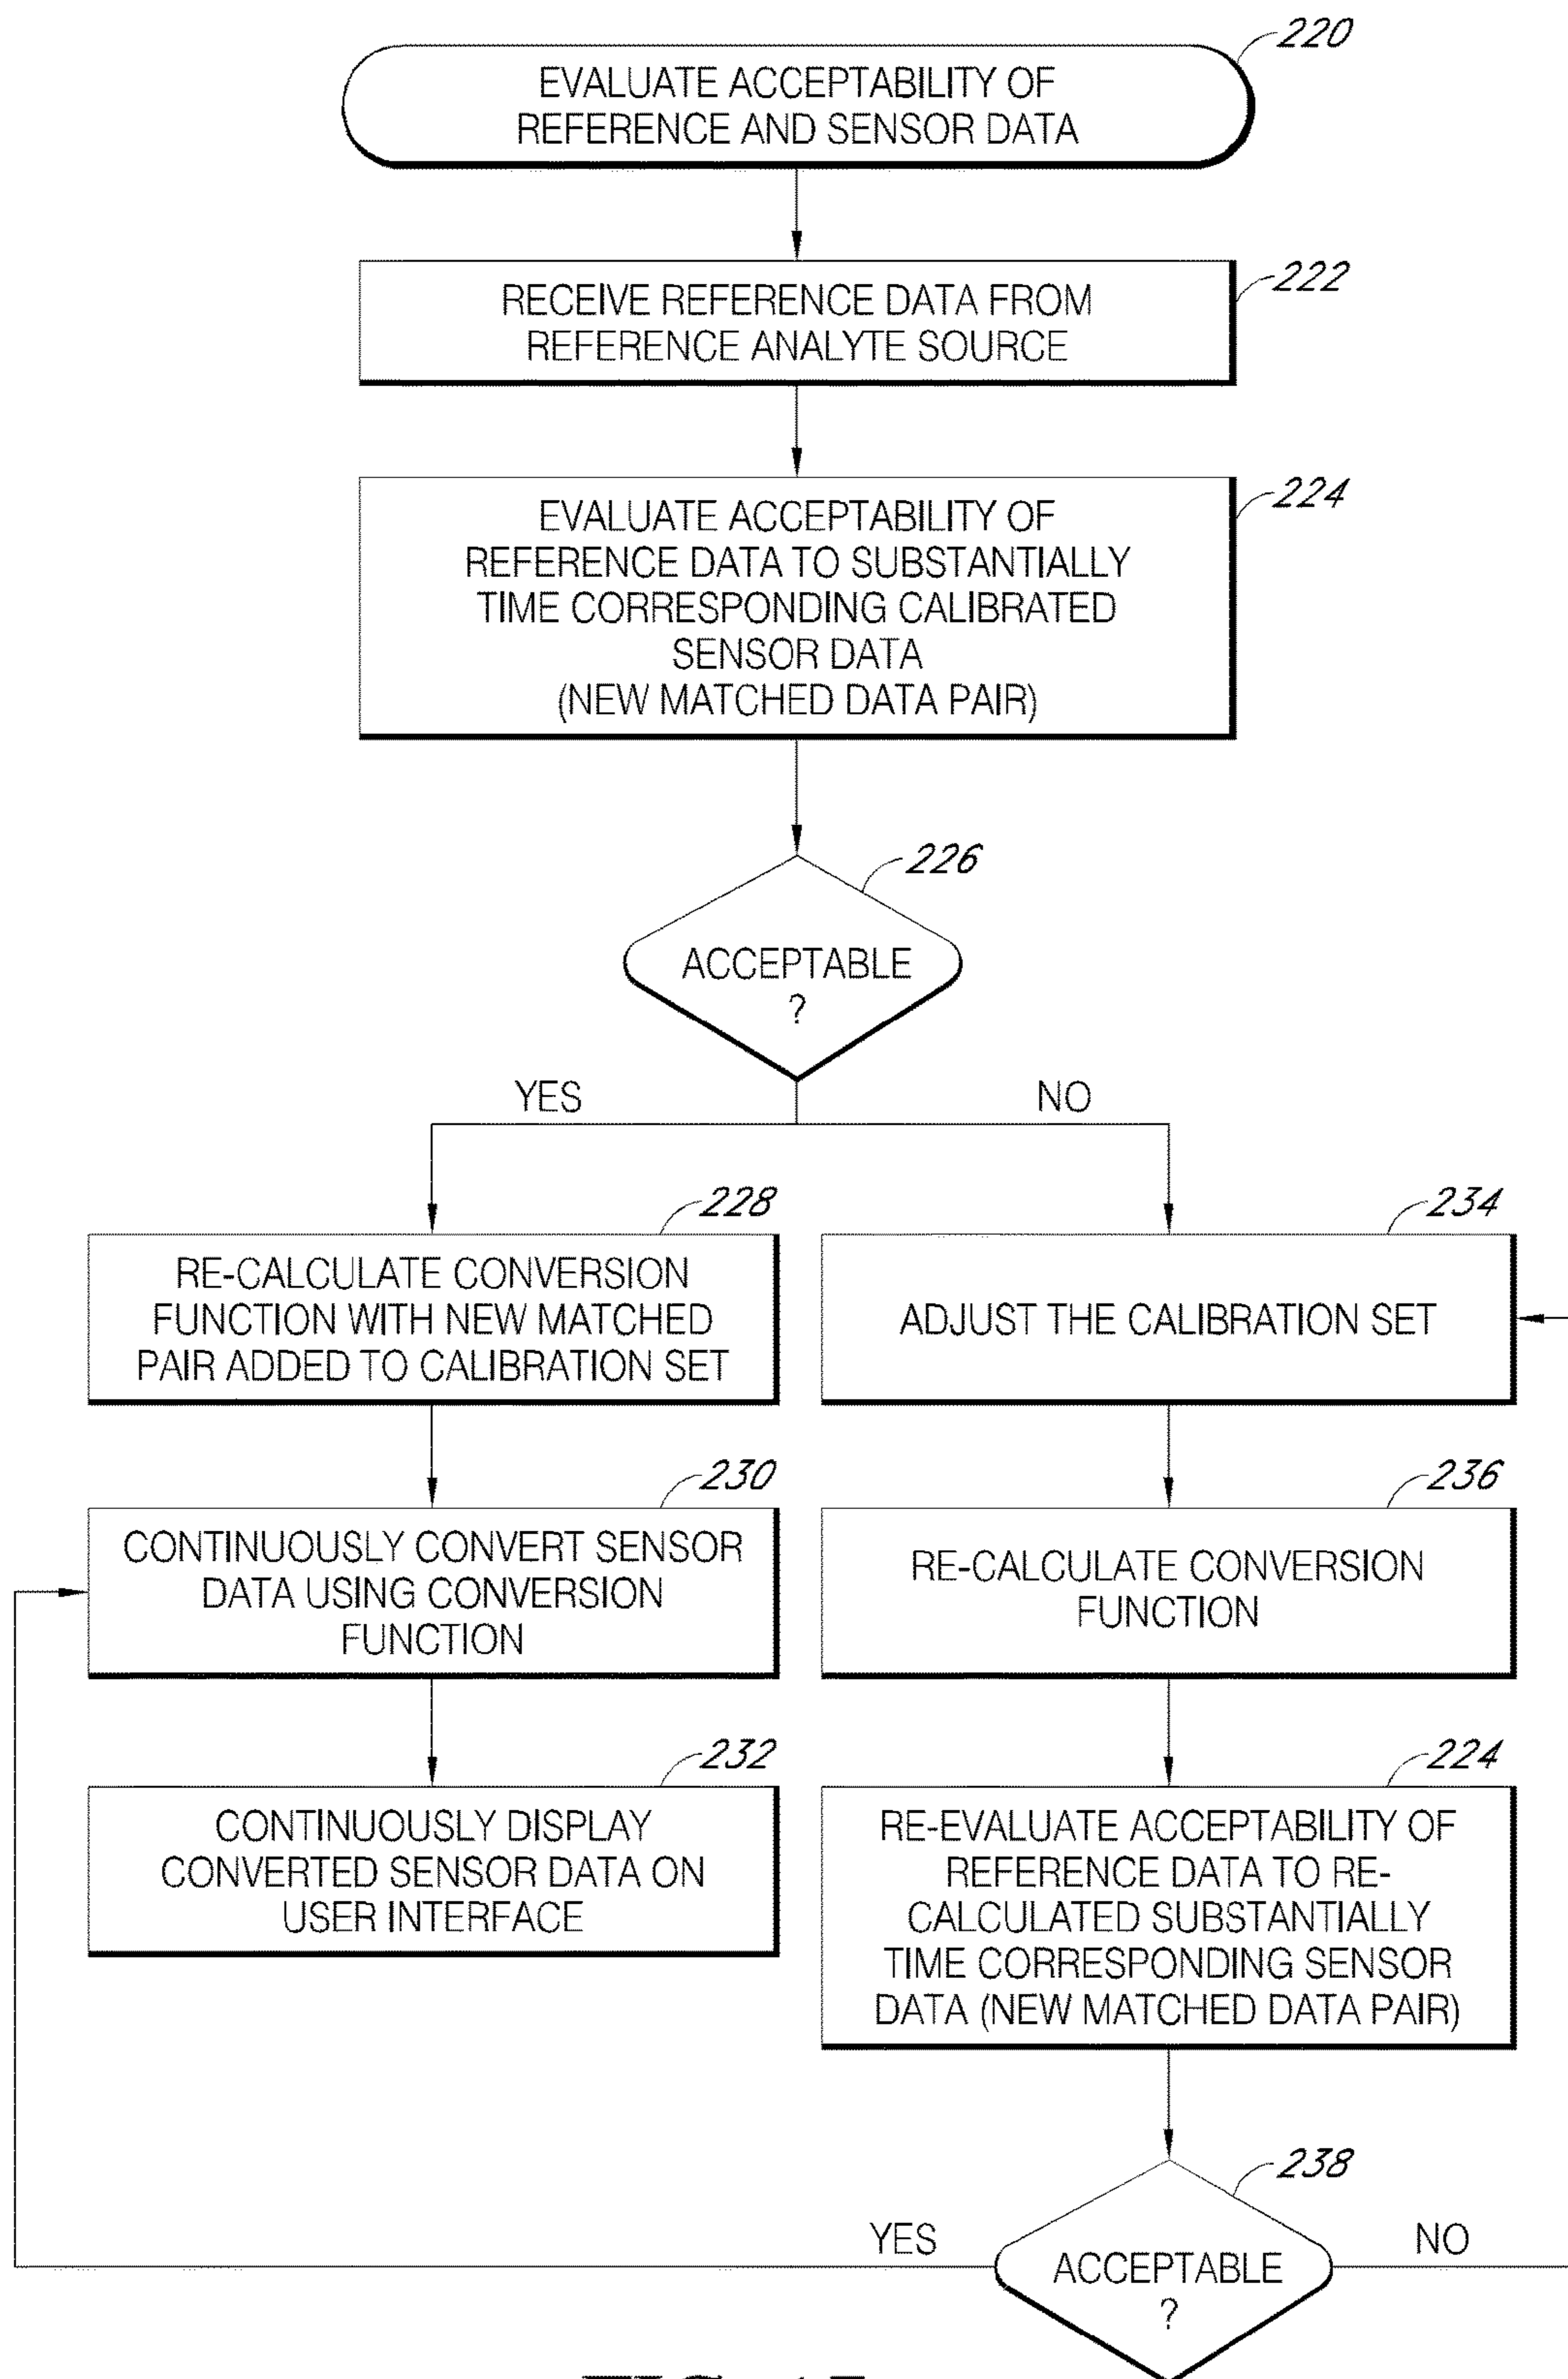 220
EVALUATE ACCEPTABILITY OF
REFERENCE AND SENSOR DATA
222
RECEIVE REFERENCE DATA FROM
REFERENCE ANALYTE SOURCE
224
EVALUATE ACCEPTABILITY OF
REFERENCE DATA TO SUBSTANTIALLY
TIME CORRESPONDING CALIBRATED
SENSOR DATA
(NEW MATCHED DATA PAIR)
226
ACCEPTABLE
?
YES
NO
228
RE-CALCULATE CONVERSION
FUNCTION WITH NEW MATCHED
PAIR ADDED TO CALIBRATION SET
234
ADJUST THE CALIBRATION SET
230
CONTINUOUSLY CONVERT SENSOR
DATA USING CONVERSION
FUNCTION
236
RE-CALCULATE CONVERSION
FUNCTION
232
CONTINUOUSLY DISPLAY
CONVERTED SENSOR DATA ON
USER INTERFACE
224
RE-EVALUATE ACCEPTABILITY OF
REFERENCE DATA TO RE-
CALCULATED SUBSTANTIALLY
TIME CORRESPONDING SENSOR
DATA (NEW MATCHED DATA PAIR)
238
YES
ACCEPTABLE
?
NO